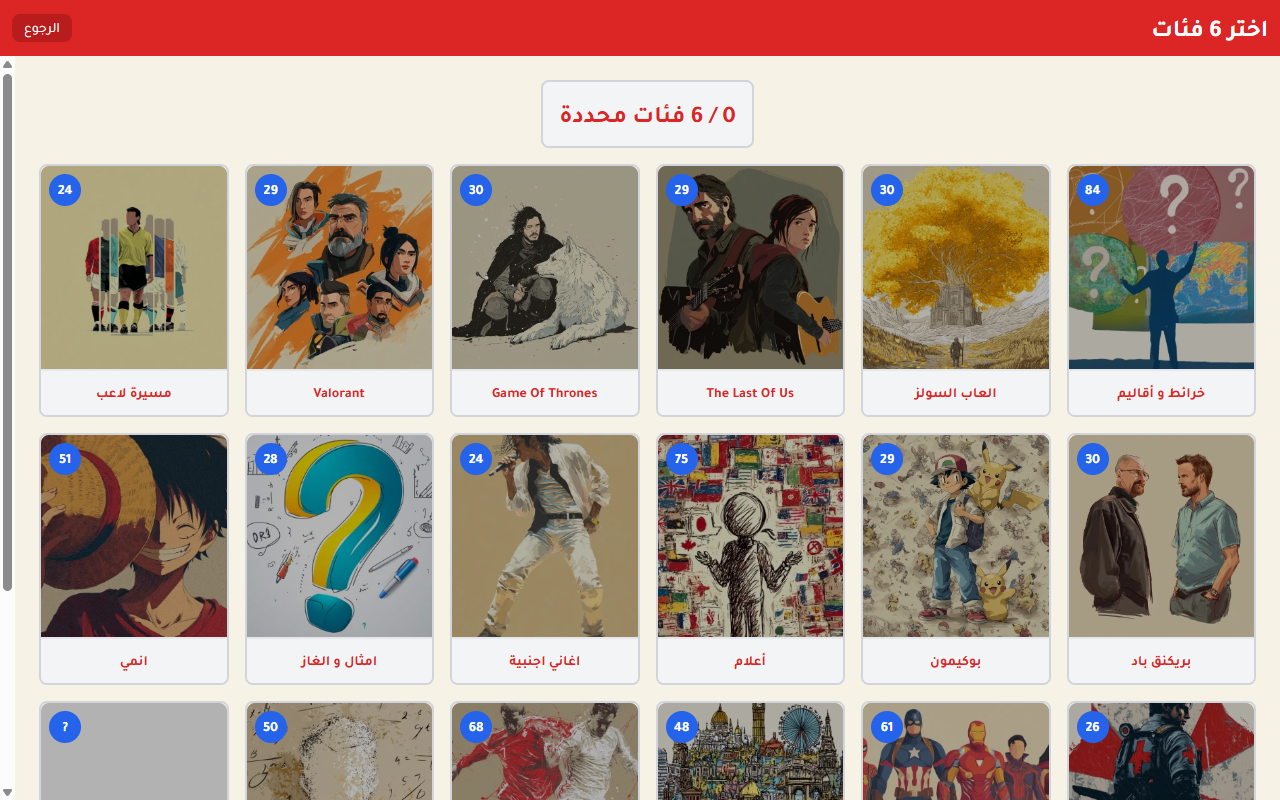 اختر 6 فئات
الرجوع
0 / 6 فئات محددة
84
خرائط و أقاليم
30
العاب السولز
29
The Last Of Us
30
Game Of Thrones
29
Valorant
24
مسيرة لاعب
30
بريكنق باد
29
بوكيمون
75
أعلام
24
اغاني اجنبية
28
DR1
امثال و الغاز
51
انمي
26
61
48
68
50
?